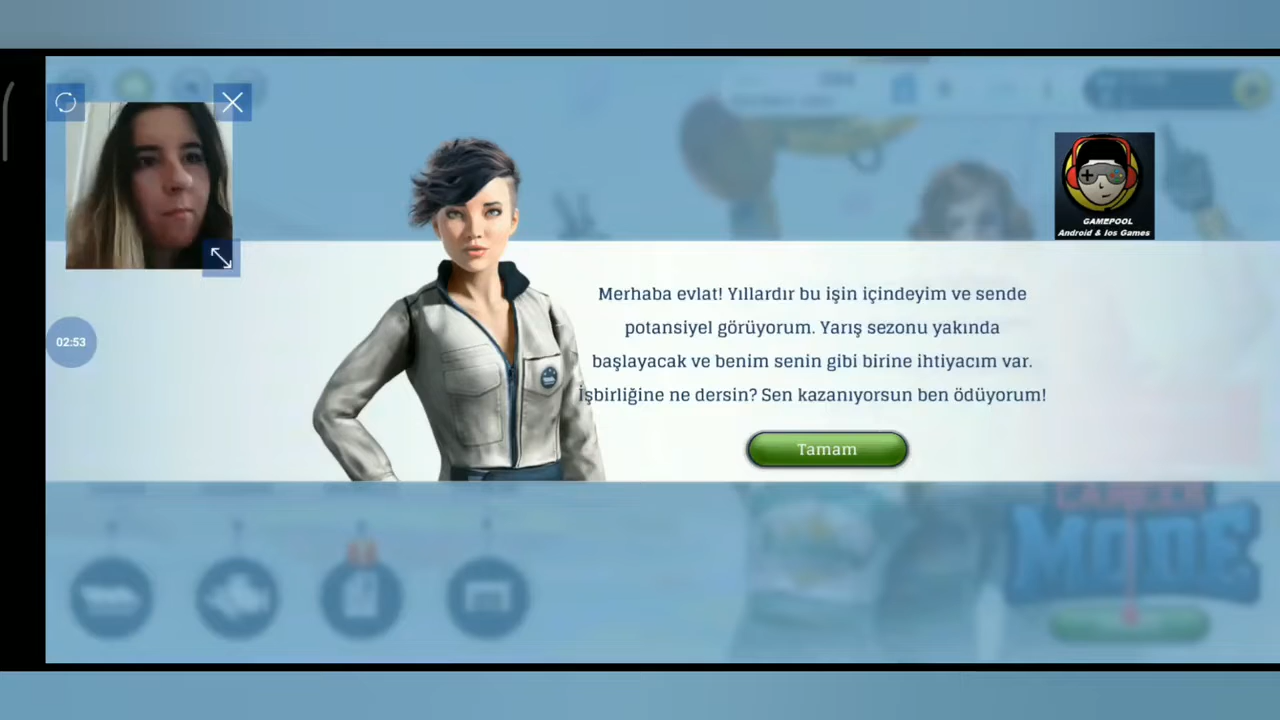 GAMEPOOL
Android & Ios Games
Merhaba evlat! Yıllardır bu işin içindeyim ve sende
potansiyel görüyorum. Yarış sezonu yakında
başlayacak ve benim senin gibi birine ihtiyacım var.
İşbirliğine ne dersin? Sen kazanıyorsun ben ödüyorum!
02:53
Tamam
CAREER
MODE